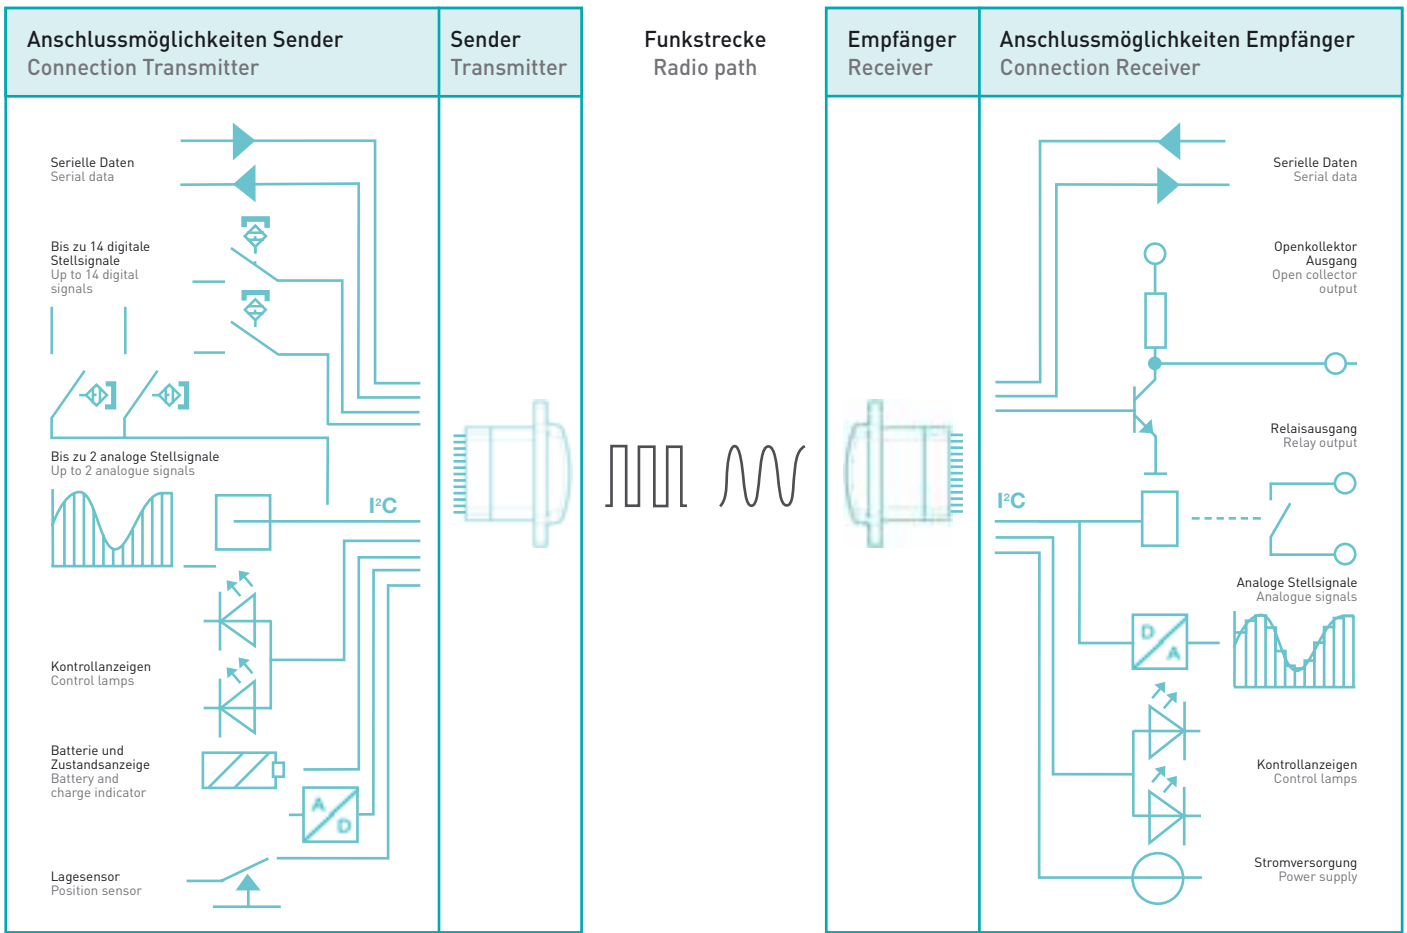 Anschlussmöglichkeiten Sender
Connection Transmitter
Sender
Transmitter
Funkstrecke
Radio path
Empfänger
Receiver
Anschlussmöglichkeiten Empfänger
Connection Receiver
Serielle Daten
Serial data
Bis zu 14 digitale
Stellsignale
Up to 14 digital
signals
Bis zu 2 analoge Stellsignale
Up to 2 analogue signals
I²C
Kontrollanzeigen
Control lamps
Batterie und
Zustandsanzeige
Battery and
charge indicator
A
D
Lagesensor
Position sensor
Serielle Daten
Serial data
Openkollektor
Ausgang
Open collector
output
Relaisausgang
Relay output
I²C
Analoge Stellsignale
Analogue signals
D
A
Kontrollanzeigen
Control lamps
Stromversorgung
Power supply